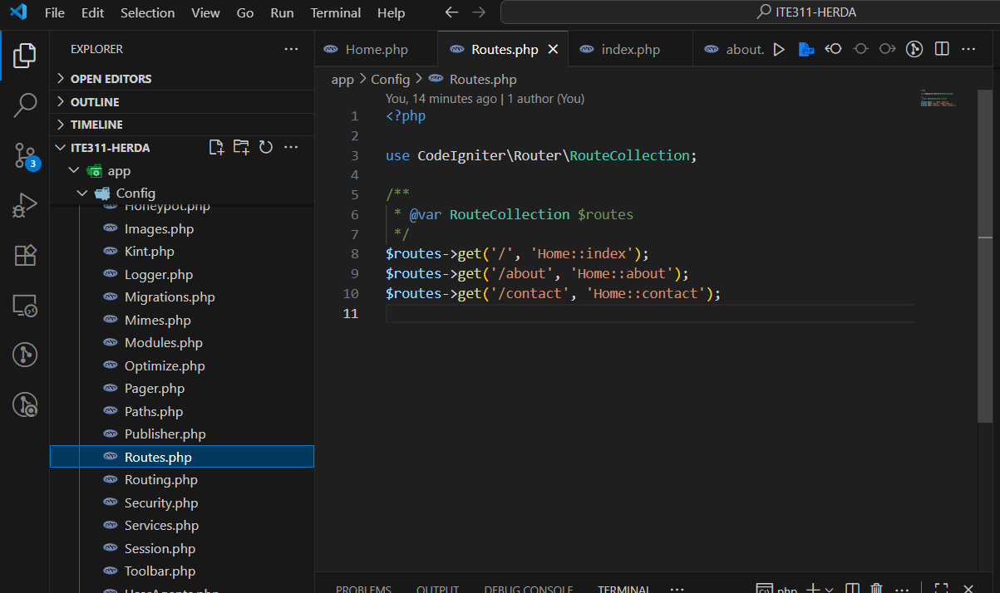 File Edit Selection View Go Run Terminal Help
ITE311-HERDA
EXPLORER
OPEN EDITORS
OUTLINE
TIMELINE
ITE311-HERDA
app
Config
Honeypot.php
Images.php
Kint.php
Logger.php
Migrations.php
Mimes.php
Modules.php
Optimize.php
Pager.php
Paths.php
Publisher.php
Routes.php
Routing.php
Security.php
Services.php
Session.php
Toolbar.php
UserAgents.php
3
Home.php Routes.php index.php about.
app > Config > Routes.php
You, 14 minutes ago | 1 author (You)
1 <?php
2
3 use CodeIgniter\Router\RouteCollection;
4
5 /**
6 * @var RouteCollection $routes
7 */
8 $routes->get('/', 'Home::index');
9 $routes->get('/about', 'Home::about');
10 $routes->get('/contact', 'Home::contact');
11
PROBLEMS OUTPUT DEBUG CONSOLE TERMINAL php